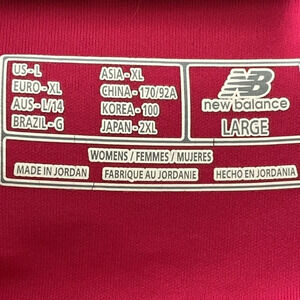 US-L
EURO-XL
AUS-L/14
BRAZIL-G
ASIA-XL
CHINA-170/92A
KOREA-100
JAPAN-2XL
NB
new balance
LARGE
WOMENS / FEMMES / MUJERES
MADE IN JORDAN
FABRIQUE AU JORDANIE
HECHO EN JORDANIA